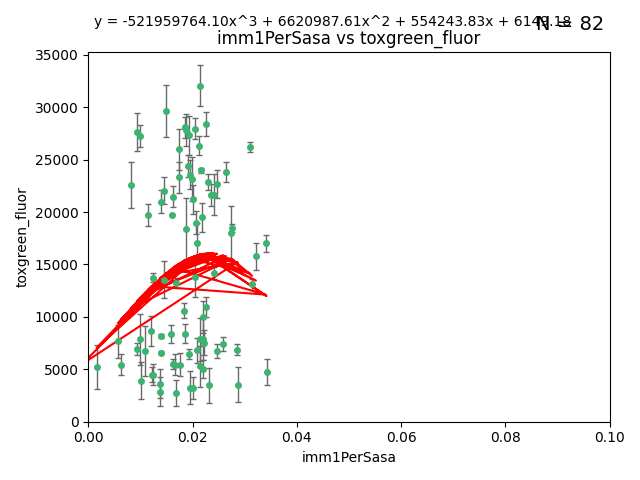 y = -521959764.10x^3 + 6620987.61x^2 + 554243.83x +
N = 82
imm1PerSasa vs toxgreen_fluor
35000
30000
25000
20000
15000
10000
5000
0
toxgreen_fluor
0.00 0.02 0.04 0.06 0.08 0.10
imm1PerSasa